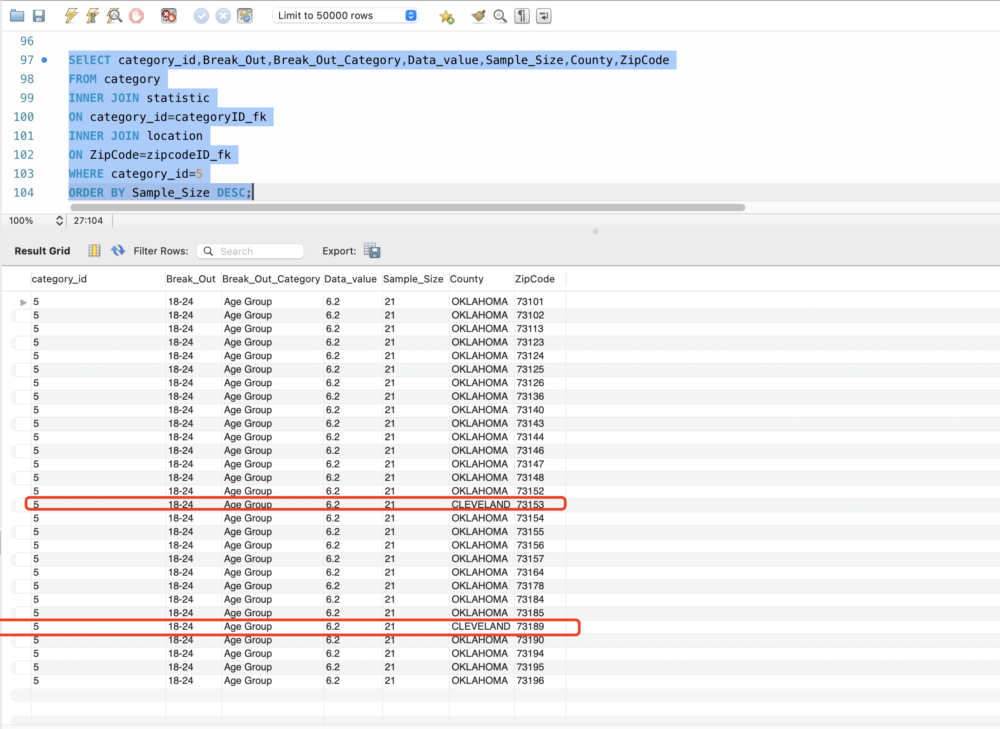 Limit to 50000 rows
96
97 SElECT category_id,Break_Out,Break_Out_Category,Data_value,Sample_Size,County,ZipCode
98 FROM category
99 INNER JOIN statistic
100 ON category_id=categoryID_fk
101 INNER JOIN location
102 ON ZipCode=zipcodeID_fk
103 WHERE category_id=5
104 ORDER BY Sample_Size DESC;
100% 27:104
Result Grid Filter Rows: Search Export:
category_id Break_Out Break_Out_Category Data_value Sample_Size County ZipCode
5 18-24 Age Group 6.2 21 OKLAHOMA 73101
5 18-24 Age Group 6.2 21 OKLAHOMA 73102
5 18-24 Age Group 6.2 21 OKLAHOMA 73113
5 18-24 Age Group 6.2 21 OKLAHOMA 73123
5 18-24 Age Group 6.2 21 OKLAHOMA 73124
5 18-24 Age Group 6.2 21 OKLAHOMA 73125
5 18-24 Age Group 6.2 21 OKLAHOMA 73126
5 18-24 Age Group 6.2 21 OKLAHOMA 73136
5 18-24 Age Group 6.2 21 OKLAHOMA 73140
5 18-24 Age Group 6.2 21 OKLAHOMA 73143
5 18-24 Age Group 6.2 21 OKLAHOMA 73144
5 18-24 Age Group 6.2 21 OKLAHOMA 73146
5 18-24 Age Group 6.2 21 OKLAHOMA 73147
5 18-24 Age Group 6.2 21 OKLAHOMA 73148
5 18-24 Age Group 6.2 21 OKLAHOMA 73152
5 18-24 Age Group 6.2 21 CLEVELAND 73153
5 18-24 Age Group 6.2 21 OKLAHOMA 73154
5 18-24 Age Group 6.2 21 OKLAHOMA 73155
5 18-24 Age Group 6.2 21 OKLAHOMA 73156
5 18-24 Age Group 6.2 21 OKLAHOMA 73157
5 18-24 Age Group 6.2 21 OKLAHOMA 73164
5 18-24 Age Group 6.2 21 OKLAHOMA 73178
5 18-24 Age Group 6.2 21 OKLAHOMA 73184
5 18-24 Age Group 6.2 21 OKLAHOMA 73185
5 18-24 Age Group 6.2 21 CLEVELAND 73189
5 18-24 Age Group 6.2 21 OKLAHOMA 73190
5 18-24 Age Group 6.2 21 OKLAHOMA 73194
5 18-24 Age Group 6.2 21 OKLAHOMA 73195
5 18-24 Age Group 6.2 21 OKLAHOMA 73196